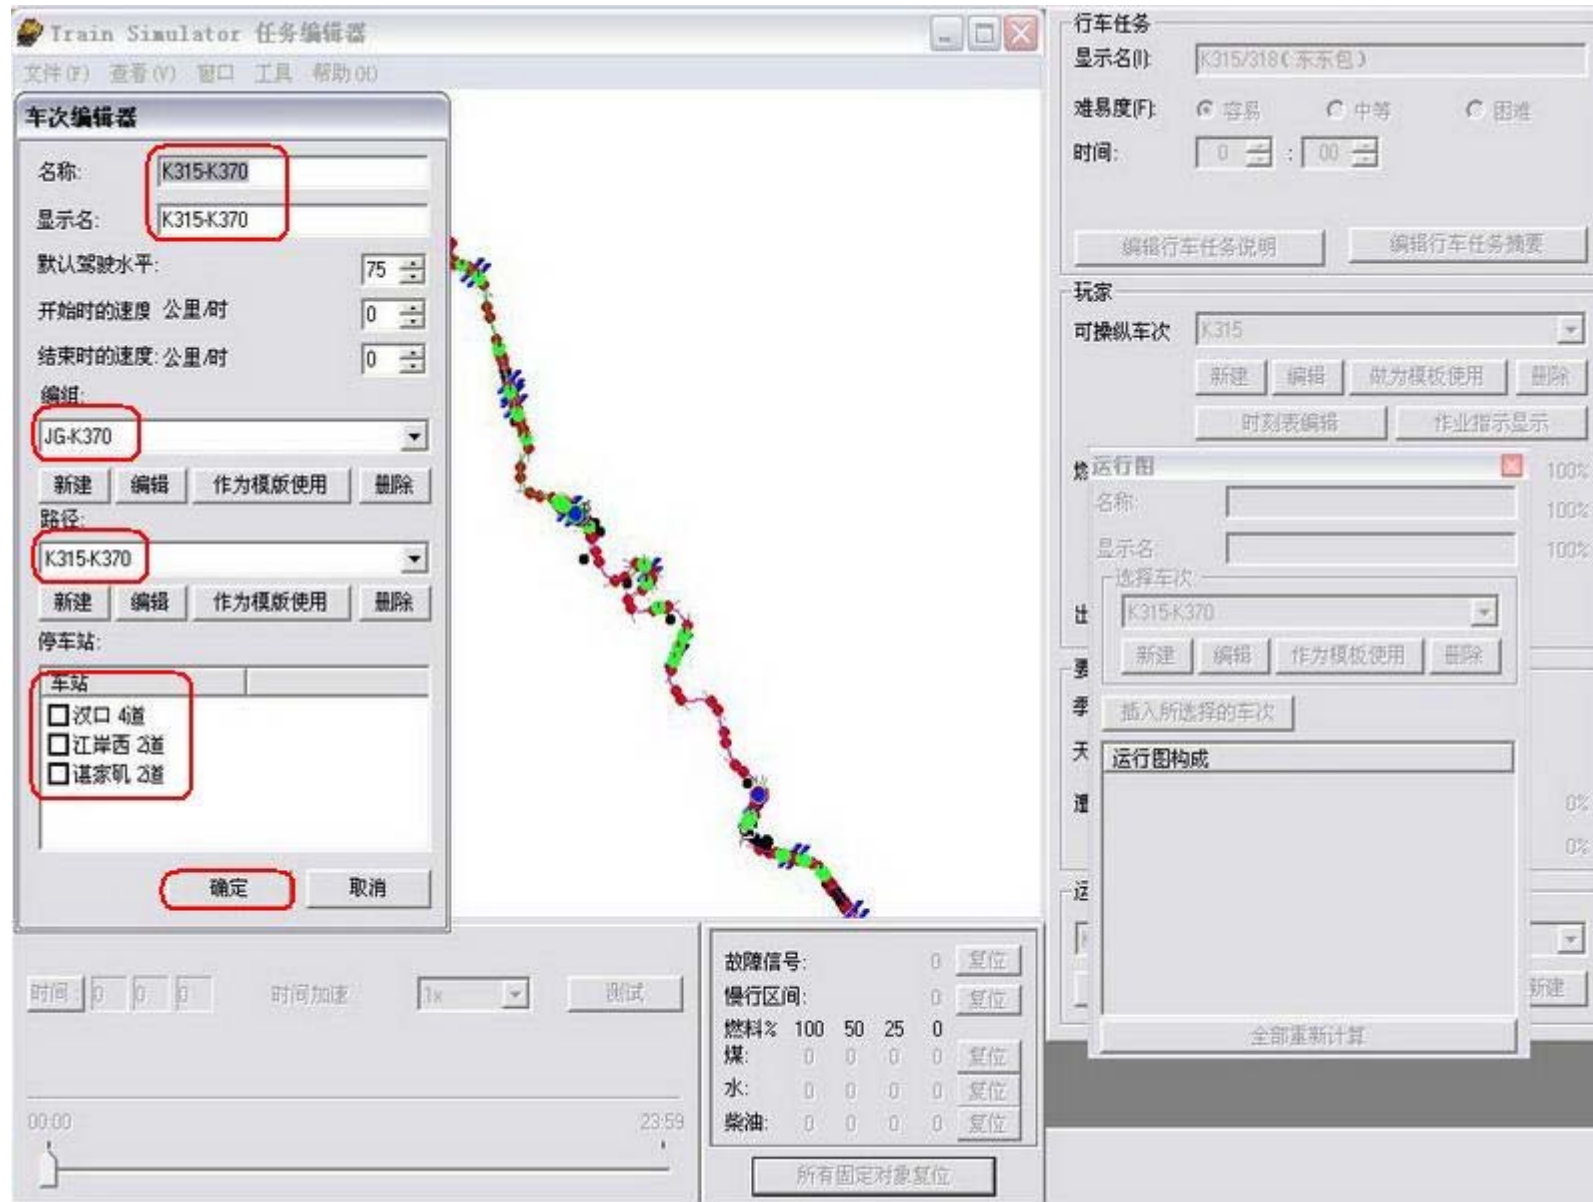 Train Simulator 任务编辑器
文件(F) 查看(V) 窗口 工具 帮助(H)
车次编辑器
名称: K315-K370
显示名: K315-K370
默认驾驶水平: 75
开始时的速度 公里/时 0
结束时的速度: 公里/时 0
编组:
JG-K370
新建 编辑 作为模版使用 删除
路径:
K315-K370
新建 编辑 作为模版使用 删除
停车站:
车站
汉口 4道
江岸西 2道
谌家矶 2道
确定 取消
时间: 0 0 0 时间加速 1x 测试
00:00 23:59
故障信号: 0 复位
慢行区间: 0 复位
燃料% 100 50 25 0
煤: 0 0 0 0 复位
水: 0 0 0 0 复位
柴油: 0 0 0 0 复位
所有固定对象复位
行车任务
显示名(I): K315/318(东东包)
难易度(F): 容易 中等 困难
时间: 0 : 00
编辑行车任务说明 编辑行车任务摘要
玩家
可操纵车次 K315
新建 编辑 做为模板使用 删除
时刻表编辑 作业指示显示
100%
100%
100%
运行图
名称:
显示名:
选择车次
K315-K370
新建 编辑 作为模板使用 删除
插入所选择的车次
运行图构成
全部重新计算
季
天
0%
0%
运
新建